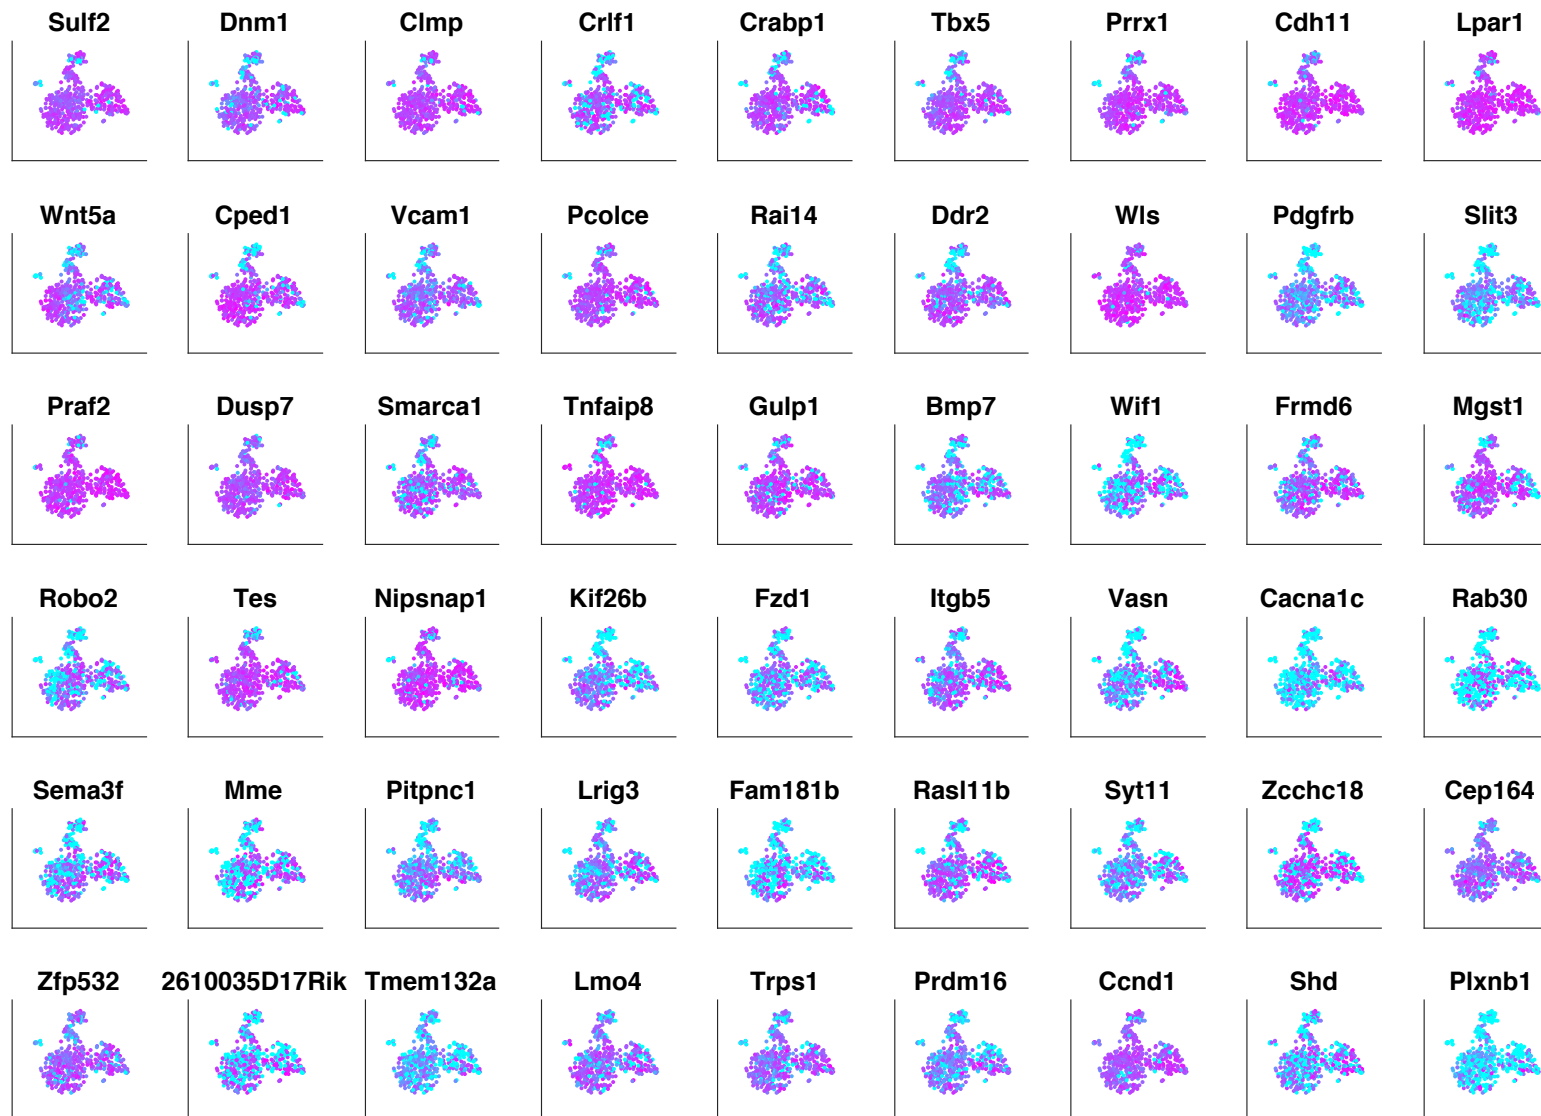 Sulf2 Dnm1 Clmp Crlf1 Crabp1 Tbx5 Prrx1 Cdh11 Lpar1
Wnt5a Cped1 Vcam1 Pcolce Rai14 Ddr2 Wls Pdgfrb Slit3
Praf2 Dusp7 Smarca1 Tnfaip8 Gulp1 Bmp7 Wif1 Frmd6 Mgst1
Robo2 Tes Nipsnap1 Kif26b Fzd1 Itgb5 Vasn Cacna1c Rab30
Sema3f Mme Pitpnc1 Lrig3 Fam181b Rasl11b Syt11 Zcchc18 Cep164
Zfp532 2610035D17Rik Tmem132a Lmo4 Trps1 Prdm16 Ccnd1 Shd Plxnb1